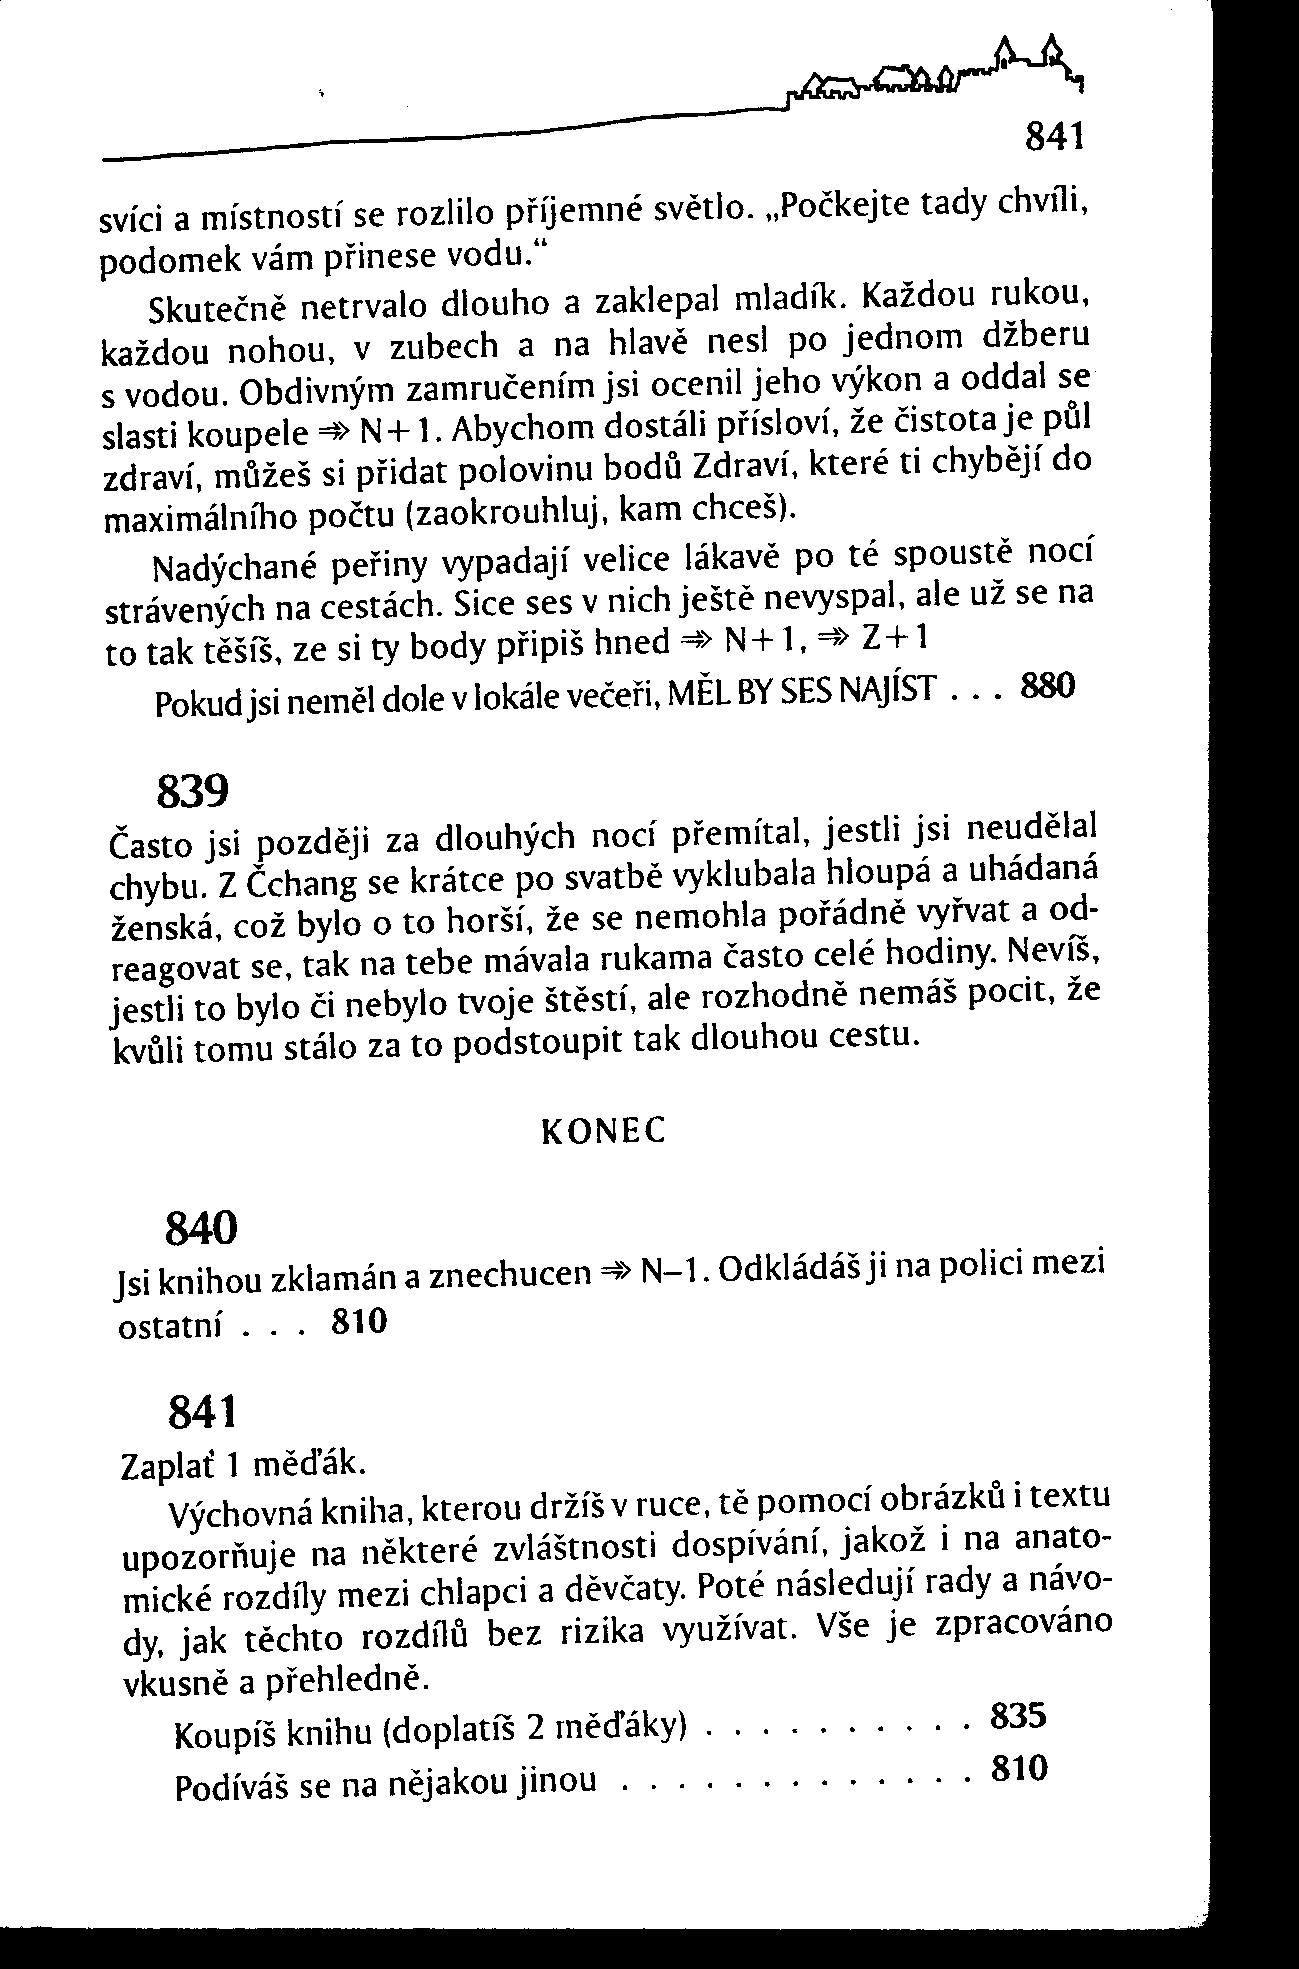 841
svíci a místností se rozlilo příjemné světlo. „Počkejte tady chvíli,
podomek vám přinese vodu.“
Skutečně netrvalo dlouho a zaklepal mladík. Každou rukou,
každou nohou, v zubech a na hlavě nesl po jednom džberu
s vodou. Obdivným zamručením jsi ocenil jeho výkon a oddal se
slasti koupele ⇒ N+1. Abychom dostáli přísloví, že čistota je půl
zdraví, můžeš si přidat polovinu bodů Zdraví, které ti chybějí do
maximálního počtu (zaokrouhluj, kam chceš).
Nadýchané peřiny vypadají velice lákavě po té spoustě nocí
strávených na cestách. Sice ses v nich ještě nevyspal, ale už se na
to tak těšíš, ze si ty body připiš hned ⇒ N+1, ⇒ Z+1
Pokud jsi neměl dole v lokále večeři, MĚL BY SES NAJÍST . . . 880
839
Často jsi později za dlouhých nocí přemítal, jestli jsi neudělal
chybu. Z Čchang se krátce po svatbě vyklubala hloupá a uhádaná
ženská, což bylo o to horší, že se nemohla pořádně vyřvat a od-
reagovat se, tak na tebe mávala rukama často celé hodiny. Nevíš,
jestli to bylo či nebylo tvoje štěstí, ale rozhodně nemáš pocit, že
kvůli tomu stálo za to podstoupit tak dlouhou cestu.
KONEC
840
Jsi knihou zklamán a znechucen ⇒ N–1. Odkládáš ji na polici mezi
ostatní . . . 810
841
Zaplať 1 měďák.
Výchovná kniha, kterou držíš v ruce, tě pomocí obrázků i textu
upozorňuje na některé zvláštnosti dospívání, jakož i na anato-
mické rozdíly mezi chlapci a děvčaty. Poté následují rady a návo-
dy, jak těchto rozdílů bez rizika využívat. Vše je zpracováno
vkusně a přehledně.
Koupíš knihu (doplatíš 2 měďáky) . . . . . . . . . . 835
Podíváš se na nějakou jinou . . . . . . . . . . . . . 810